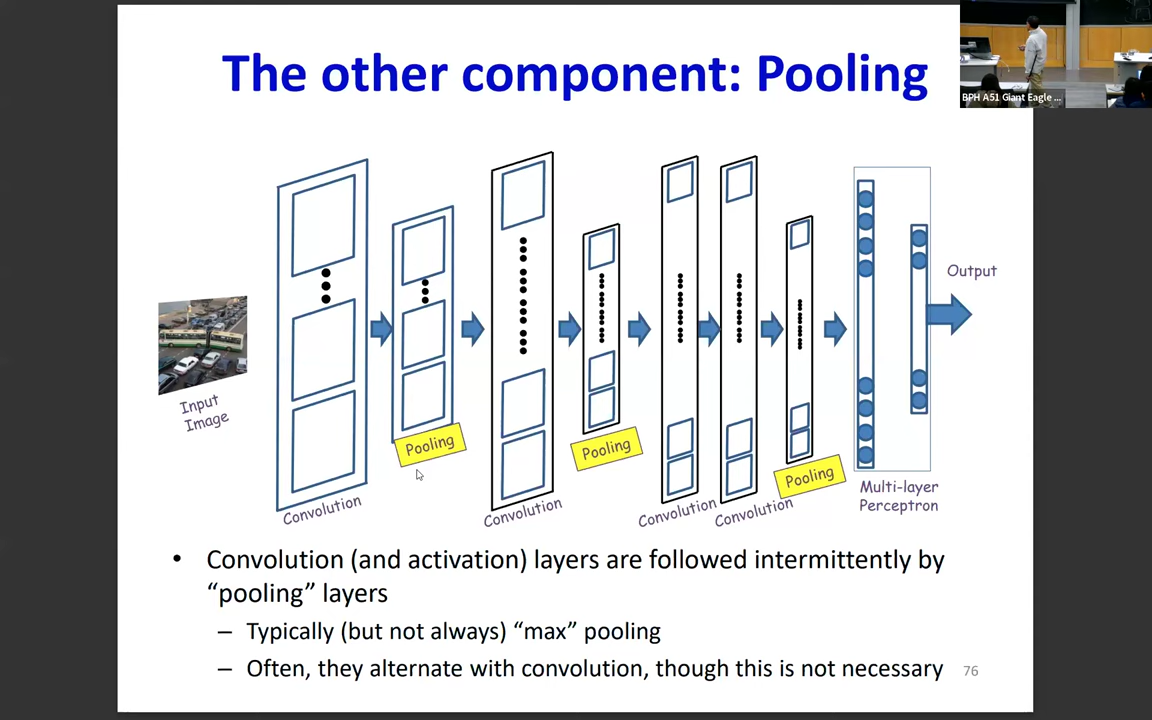 The other component: Pooling
BPH A51 Giant Eagle ...
Input
Image
Convolution
Pooling
Convolution
Pooling
Convolution
Convolution
Pooling
Multi-layer
Perceptron
Output
• Convolution (and activation) layers are followed intermittently by
“pooling” layers
– Typically (but not always) “max” pooling
– Often, they alternate with convolution, though this is not necessary
76